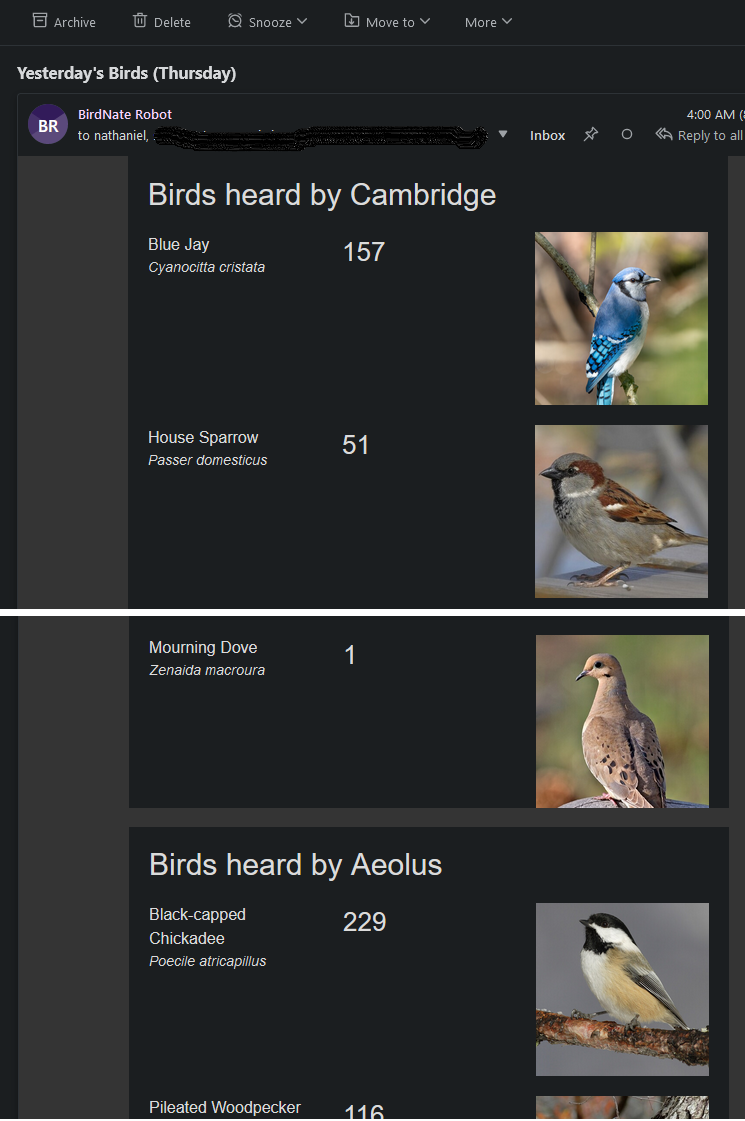 Archive Delete Snooze Move to More
Yesterday's Birds (Thursday)
BR
BirdNate Robot 4:00 AM (8
to nathaniel, Inbox Reply to all
Birds heard by Cambridge
Blue Jay 157
Cyanocitta cristata
House Sparrow 51
Passer domesticus
Mourning Dove 1
Zenaida macroura
Birds heard by Aeolus
Black-capped 229
Chickadee
Poecile atricapillus
Pileated Woodpecker 116